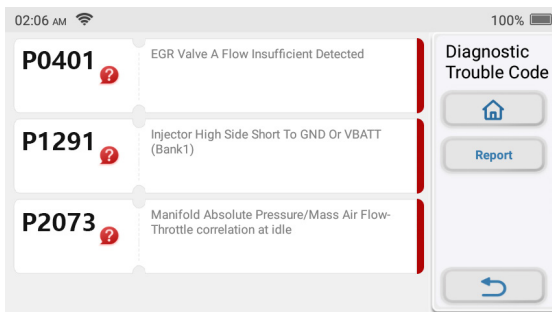 02:06 AM
100%
P0401
EGR Valve A Flow Insufficient Detected
P1291
Injector High Side Short To GND Or VBATT
(Bank1)
P2073
Manifold Absolute Pressure/Mass Air Flow-
Throttle correlation at idle
Diagnostic
Trouble Code
Report